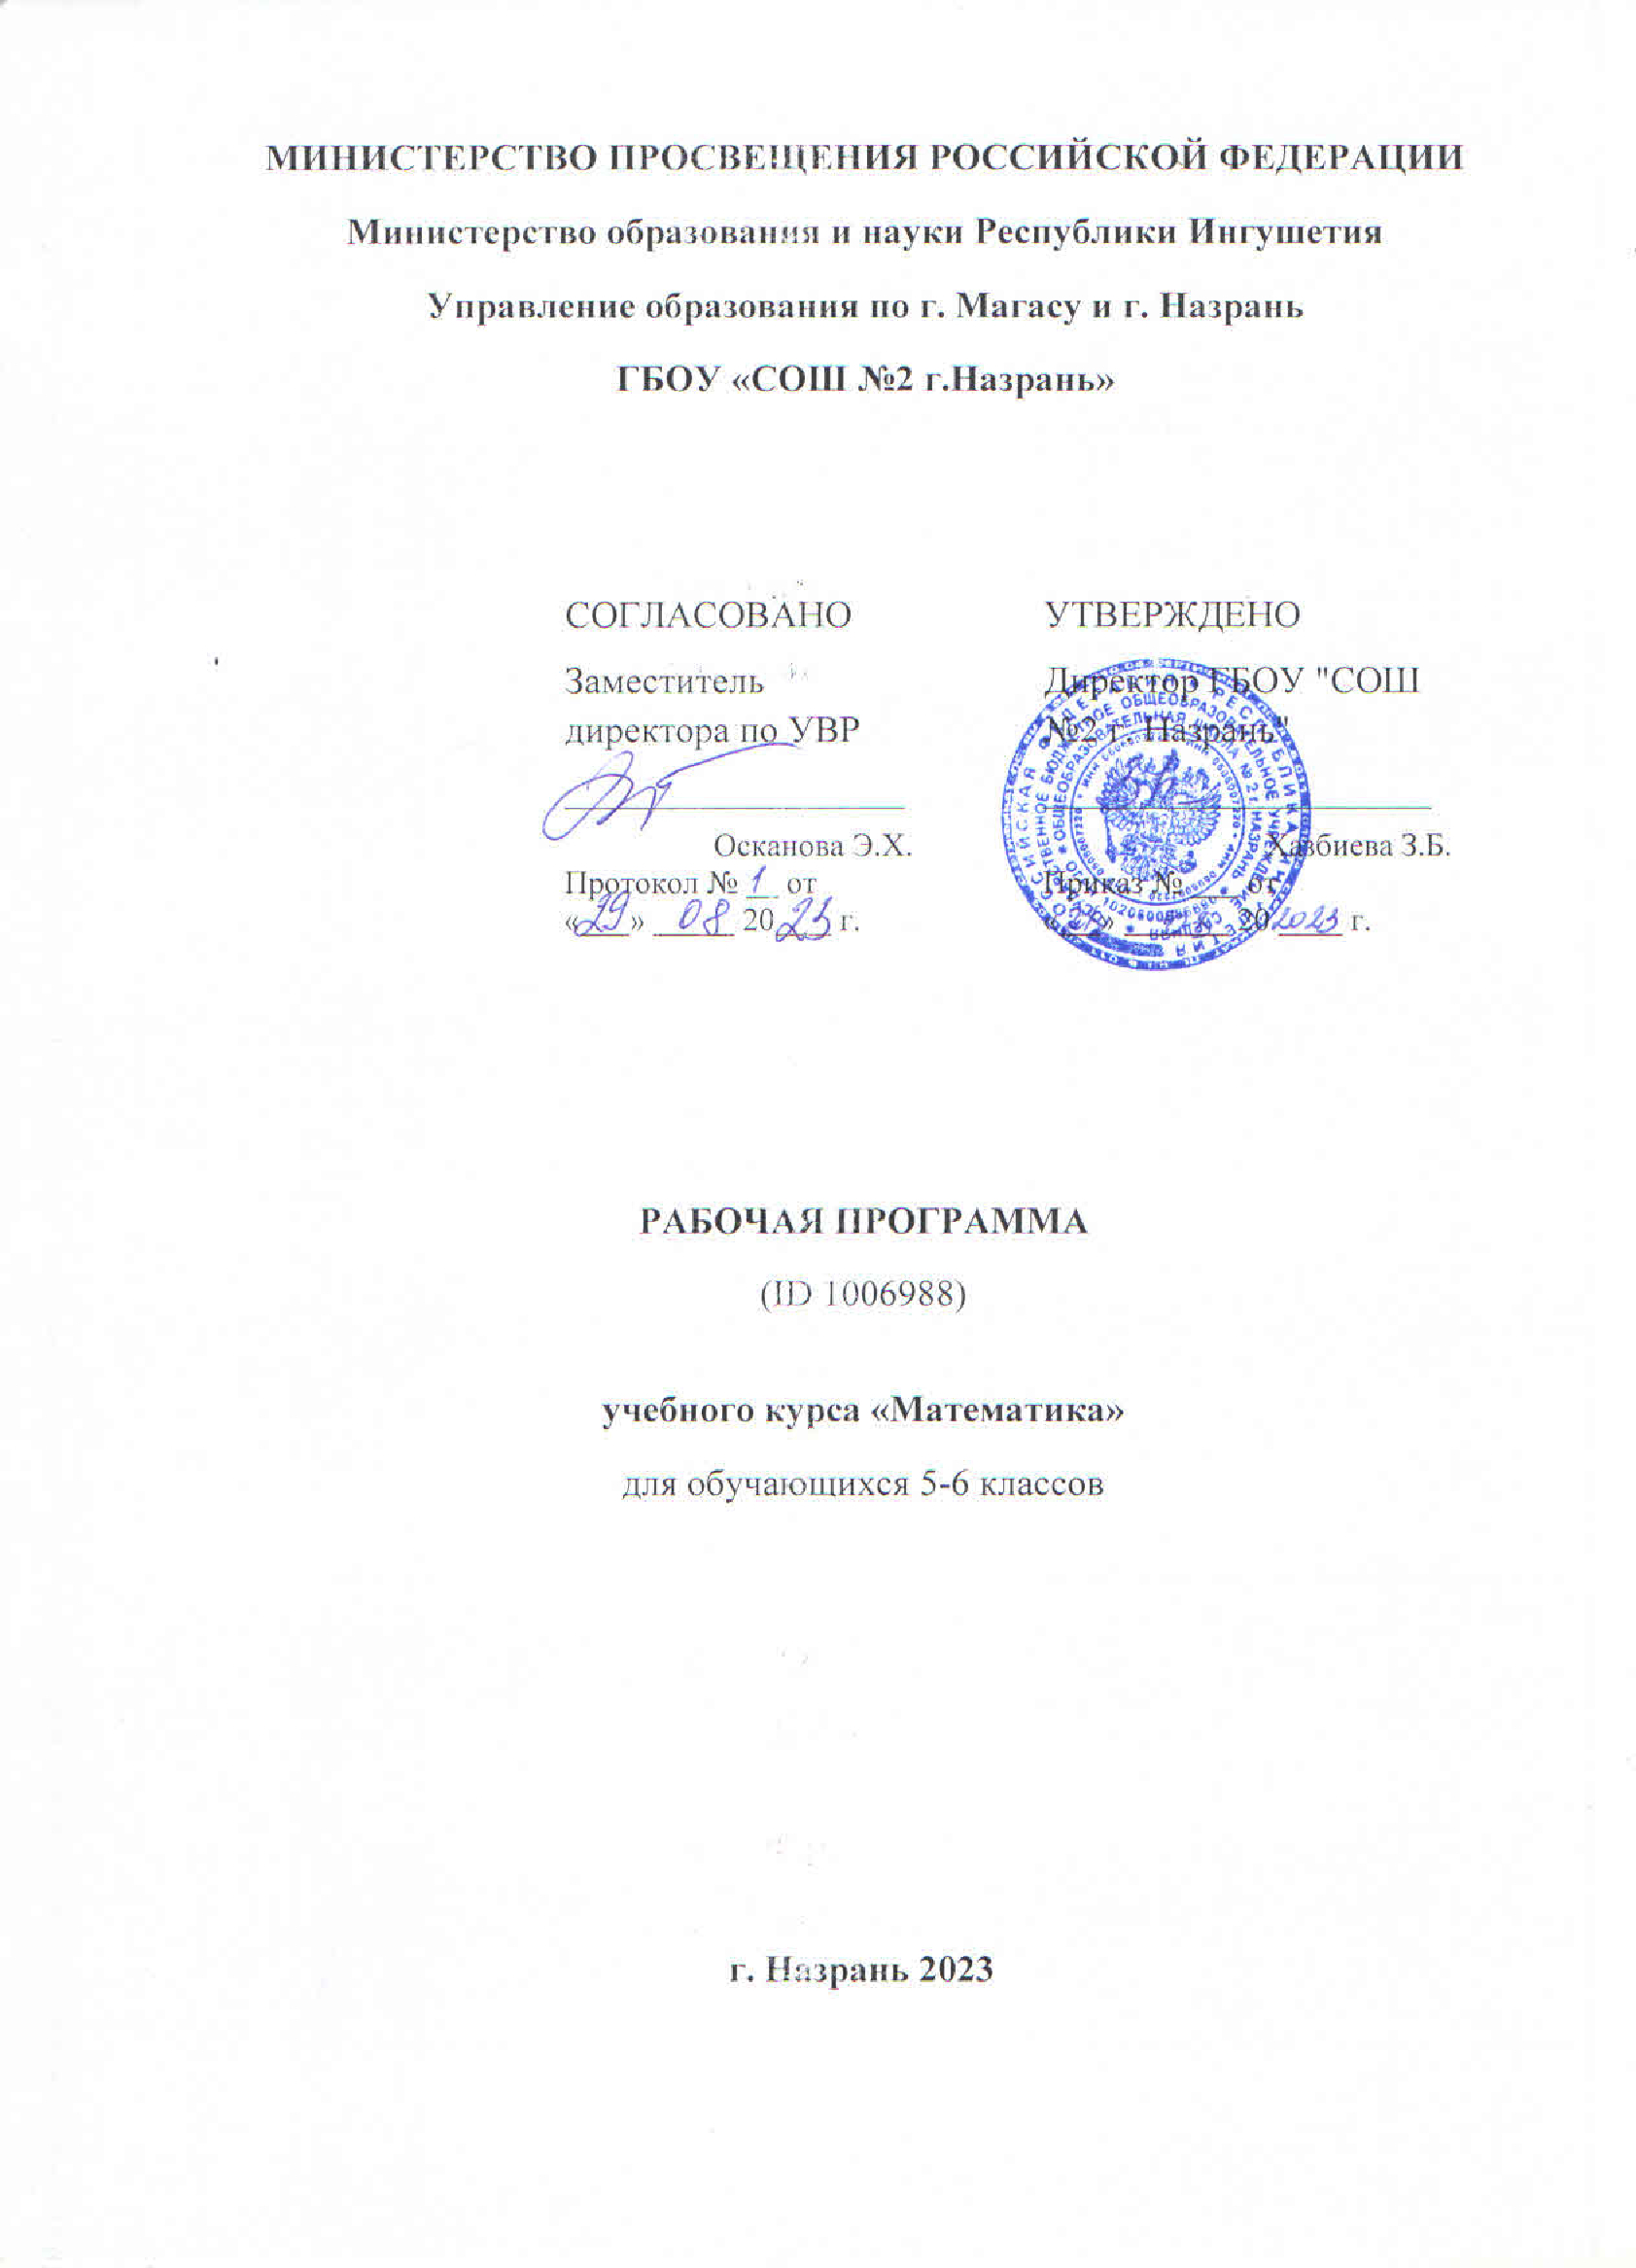 МИНИСТЕРСТВО ПРОСВЕЩЕНИЯ РОССИЙСКОЙ ФЕДЕРАЦИИ
Министерство образования и науки Республики Ингушетия
Управление образования по г. Магасу и г. Назрань
ГБОУ «СОШ №2 г.Назрань»
СОГЛАСОВАНО
Заместитель
директора по УВР
Осканова Э.Х.
Протокол № 1 от
«29» 08 2023 г.
УТВЕРЖДЕНО
Директор ГБОУ "СОШ
№2 г. Назрань"
Хазбиева З.Б.
Приказ № от
20 2023 г.
РАБОЧАЯ ПРОГРАММА
(ID 1006988)
учебного курса «Математика»
для обучающихся 5-6 классов
г. Назрань 2023